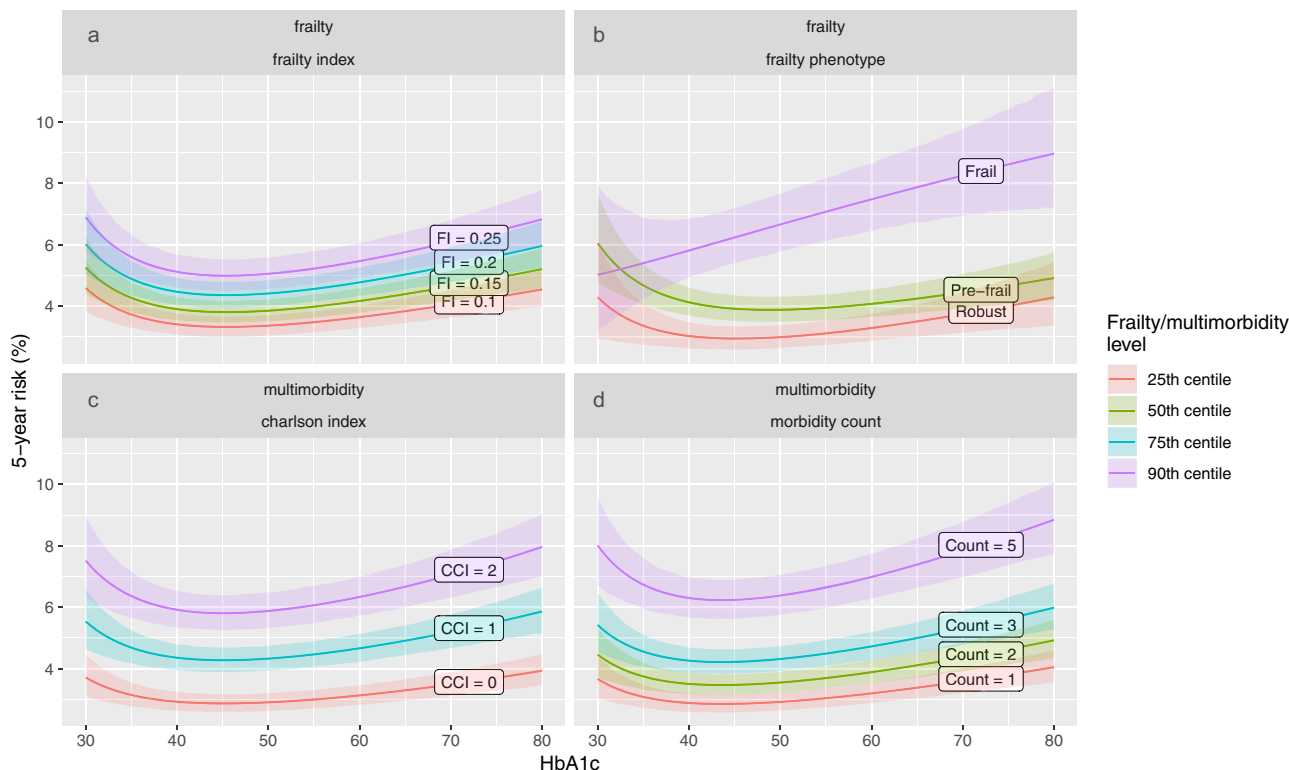 a
frailty
frailty index
b
frailty
frailty phenotype
10
8
6
4
FI = 0.25
FI = 0.2
FI = 0.15
FI = 0.1
Frail
Pre-frail
Robust
c
multimorbidity
charlson index
d
multimorbidity
morbidity count
10
8
6
4
CCI = 2
CCI = 1
CCI = 0
Count = 5
Count = 3
Count = 2
Count = 1
30 40 50 60 70 80
30 40 50 60 70 80
HbA1c
5-year risk (%)
Frailty/multimorbidity
level
25th centile
50th centile
75th centile
90th centile